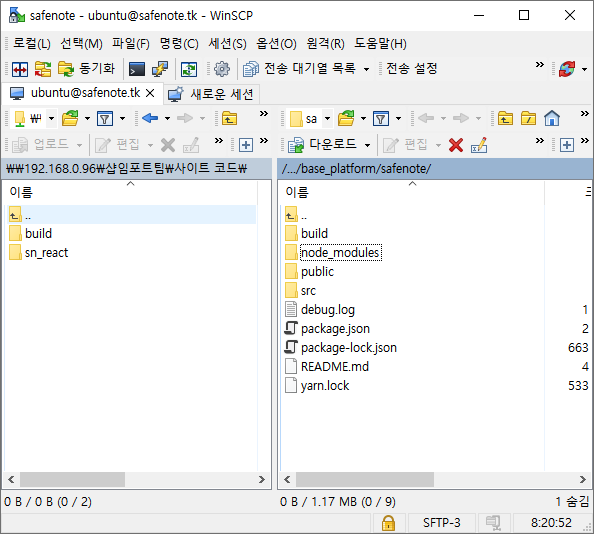 safenote - ubuntu@safenote.tk - WinSCP
로컬(L) 선택(M) 파일(F) 명령(C) 세션(S) 옵션(O) 원격(R) 도움말(H)
동기화 전송 대기열 목록 전송 설정
ubuntu@safenote.tk 새로운 세션
₩ sa
업로드 편집 다운로드 편집
₩₩192.168.0.96₩샵임포트팀₩사이트 코드₩ /.../base_platform/safenote/
이름 이름
.. ..
build build
sn_react node_modules
public
src
debug.log 1
package.json 2
package-lock.json 663
README.md 4
yarn.lock 533
0 B / 0 B (0 / 2) 0 B / 1.17 MB (0 / 9) 1 숨김
SFTP-3 8:20:52